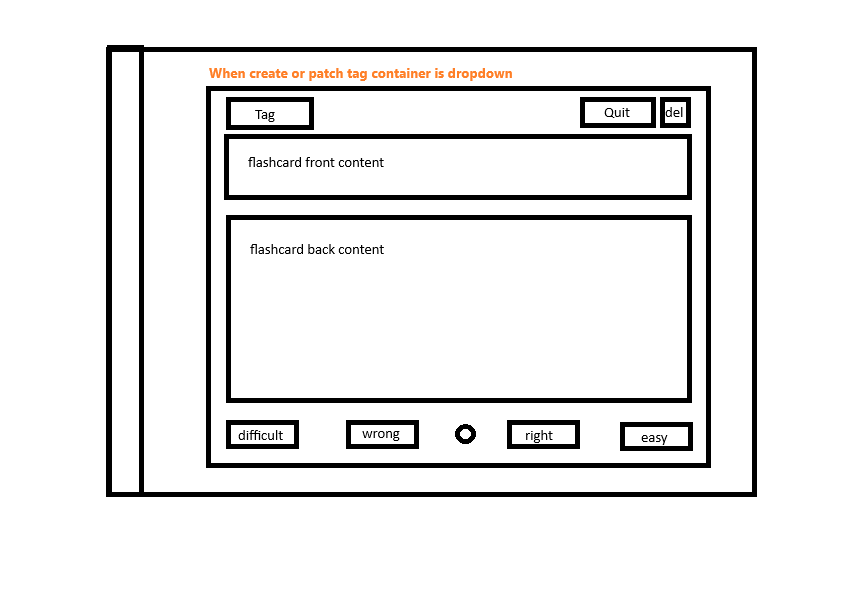 When create or patch tag container is dropdown
Tag
Quit
del
flashcard front content
flashcard back content
difficult
wrong
right
easy